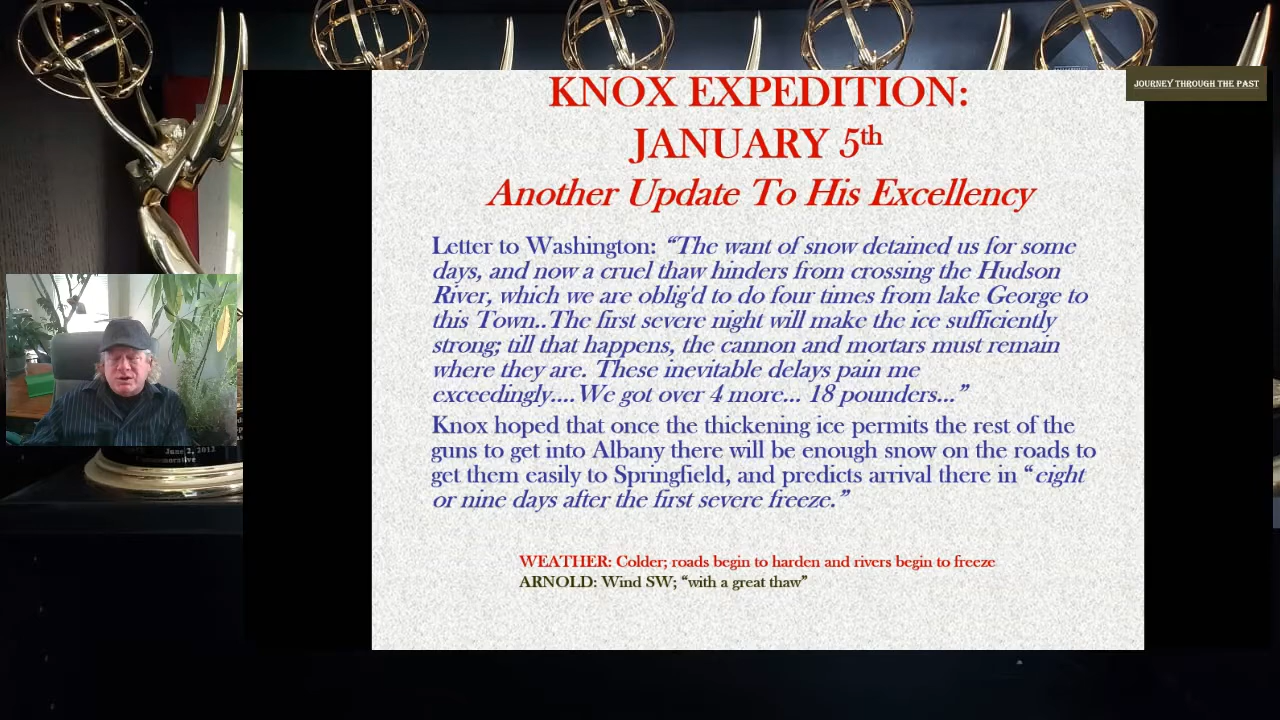 KNOX EXPEDITION:
JANUARY 5th
Another Update To His Excellency
JOURNEY THROUGH THE PAST
Letter to Washington: “The want of snow detained us for some
days, and now a cruel thaw hinders from crossing the Hudson
River, which we are oblig'd to do four times from lake George to
this Town..The first severe night will make the ice sufficiently
strong; till that happens, the cannon and mortars must remain
where they are. These inevitable delays pain me
exceedingly....We got over 4 more... 18 pounders...”
Knox hoped that once the thickening ice permits the rest of the
guns to get into Albany there will be enough snow on the roads to
get them easily to Springfield, and predicts arrival there in “eight
or nine days after the first severe freeze.”
WEATHER: Colder; roads begin to harden and rivers begin to freeze
ARNOLD: Wind SW; “with a great thaw”
June 2, 2012